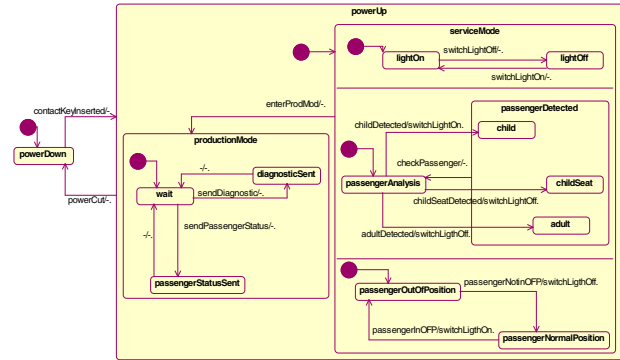 powerUp
serviceMode
lightOn
switchLightOff/-.
lightOff
switchLightOn/-.
enterProdMod/-.
contactKeyInserted/-.
powerDown
powerCut/-.
productionMode
-/-.
diagnosticSent
wait
sendDiagnostic/-.
sendPassengerStatus/-.
-/-.
passengerStatusSent
passengerDetected
childDetected/switchLightOn.
child
checkPassenger/-.
passengerAnalysis
childSeat
childSeatDetected/switchLightOff.
adult
adultDetected/switchLigthOff.
passengerOutOfPosition
passengerNotinOFP/switchLigthOff.
passengerInOFP/switchLigthOn.
passengerNormalPosition